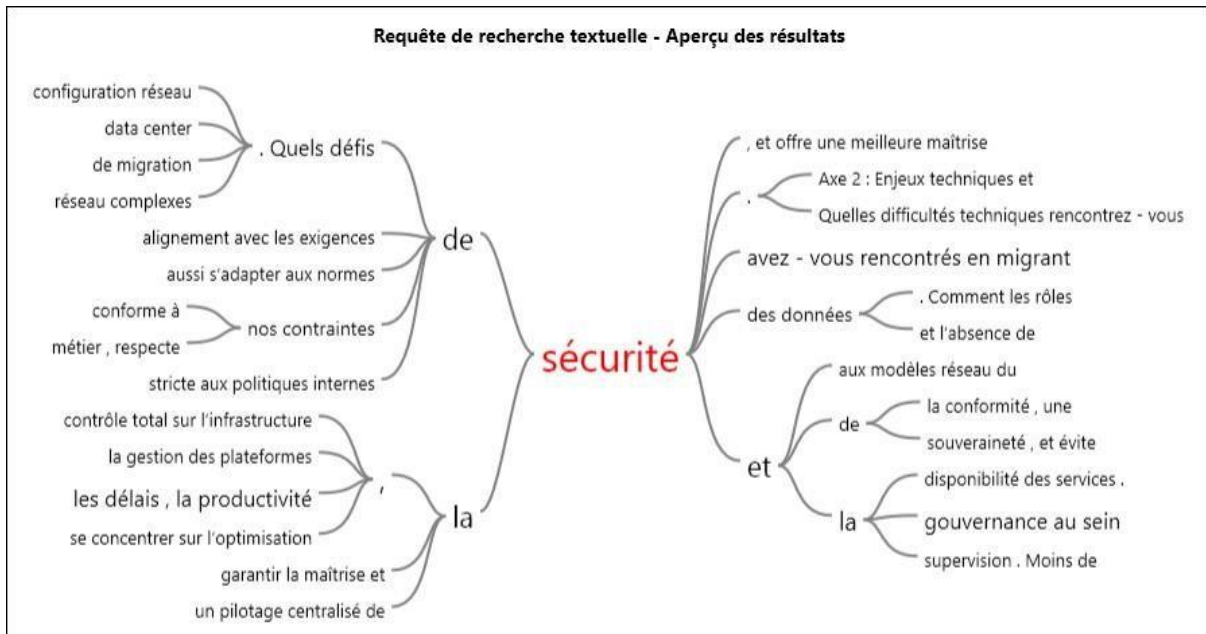 Requête de recherche textuelle - Aperçu des résultats
configuration réseau
data center
de migration
réseau complexes
. Quels défis
alignement avec les exigences
aussi s'adapter aux normes
conforme à
métier , respecte
nos contraintes
stricte aux politiques internes
de
contrôle total sur l'infrastructure
la gestion des plateformes
les délais , la productivité
se concentrer sur l'optimisation
,
garantir la maîtrise et
un pilotage centralisé de
la
sécurité
, et offre une meilleure maîtrise
.
Axe 2 : Enjeux techniques et
Quelles difficultés techniques rencontrez - vous
avez - vous rencontrés en migrant
des données
. Comment les rôles
et l'absence de
et
aux modèles réseau du
de
la conformité , une
souveraineté , et évite
la
disponibilité des services .
gouvernance au sein
supervision . Moins de